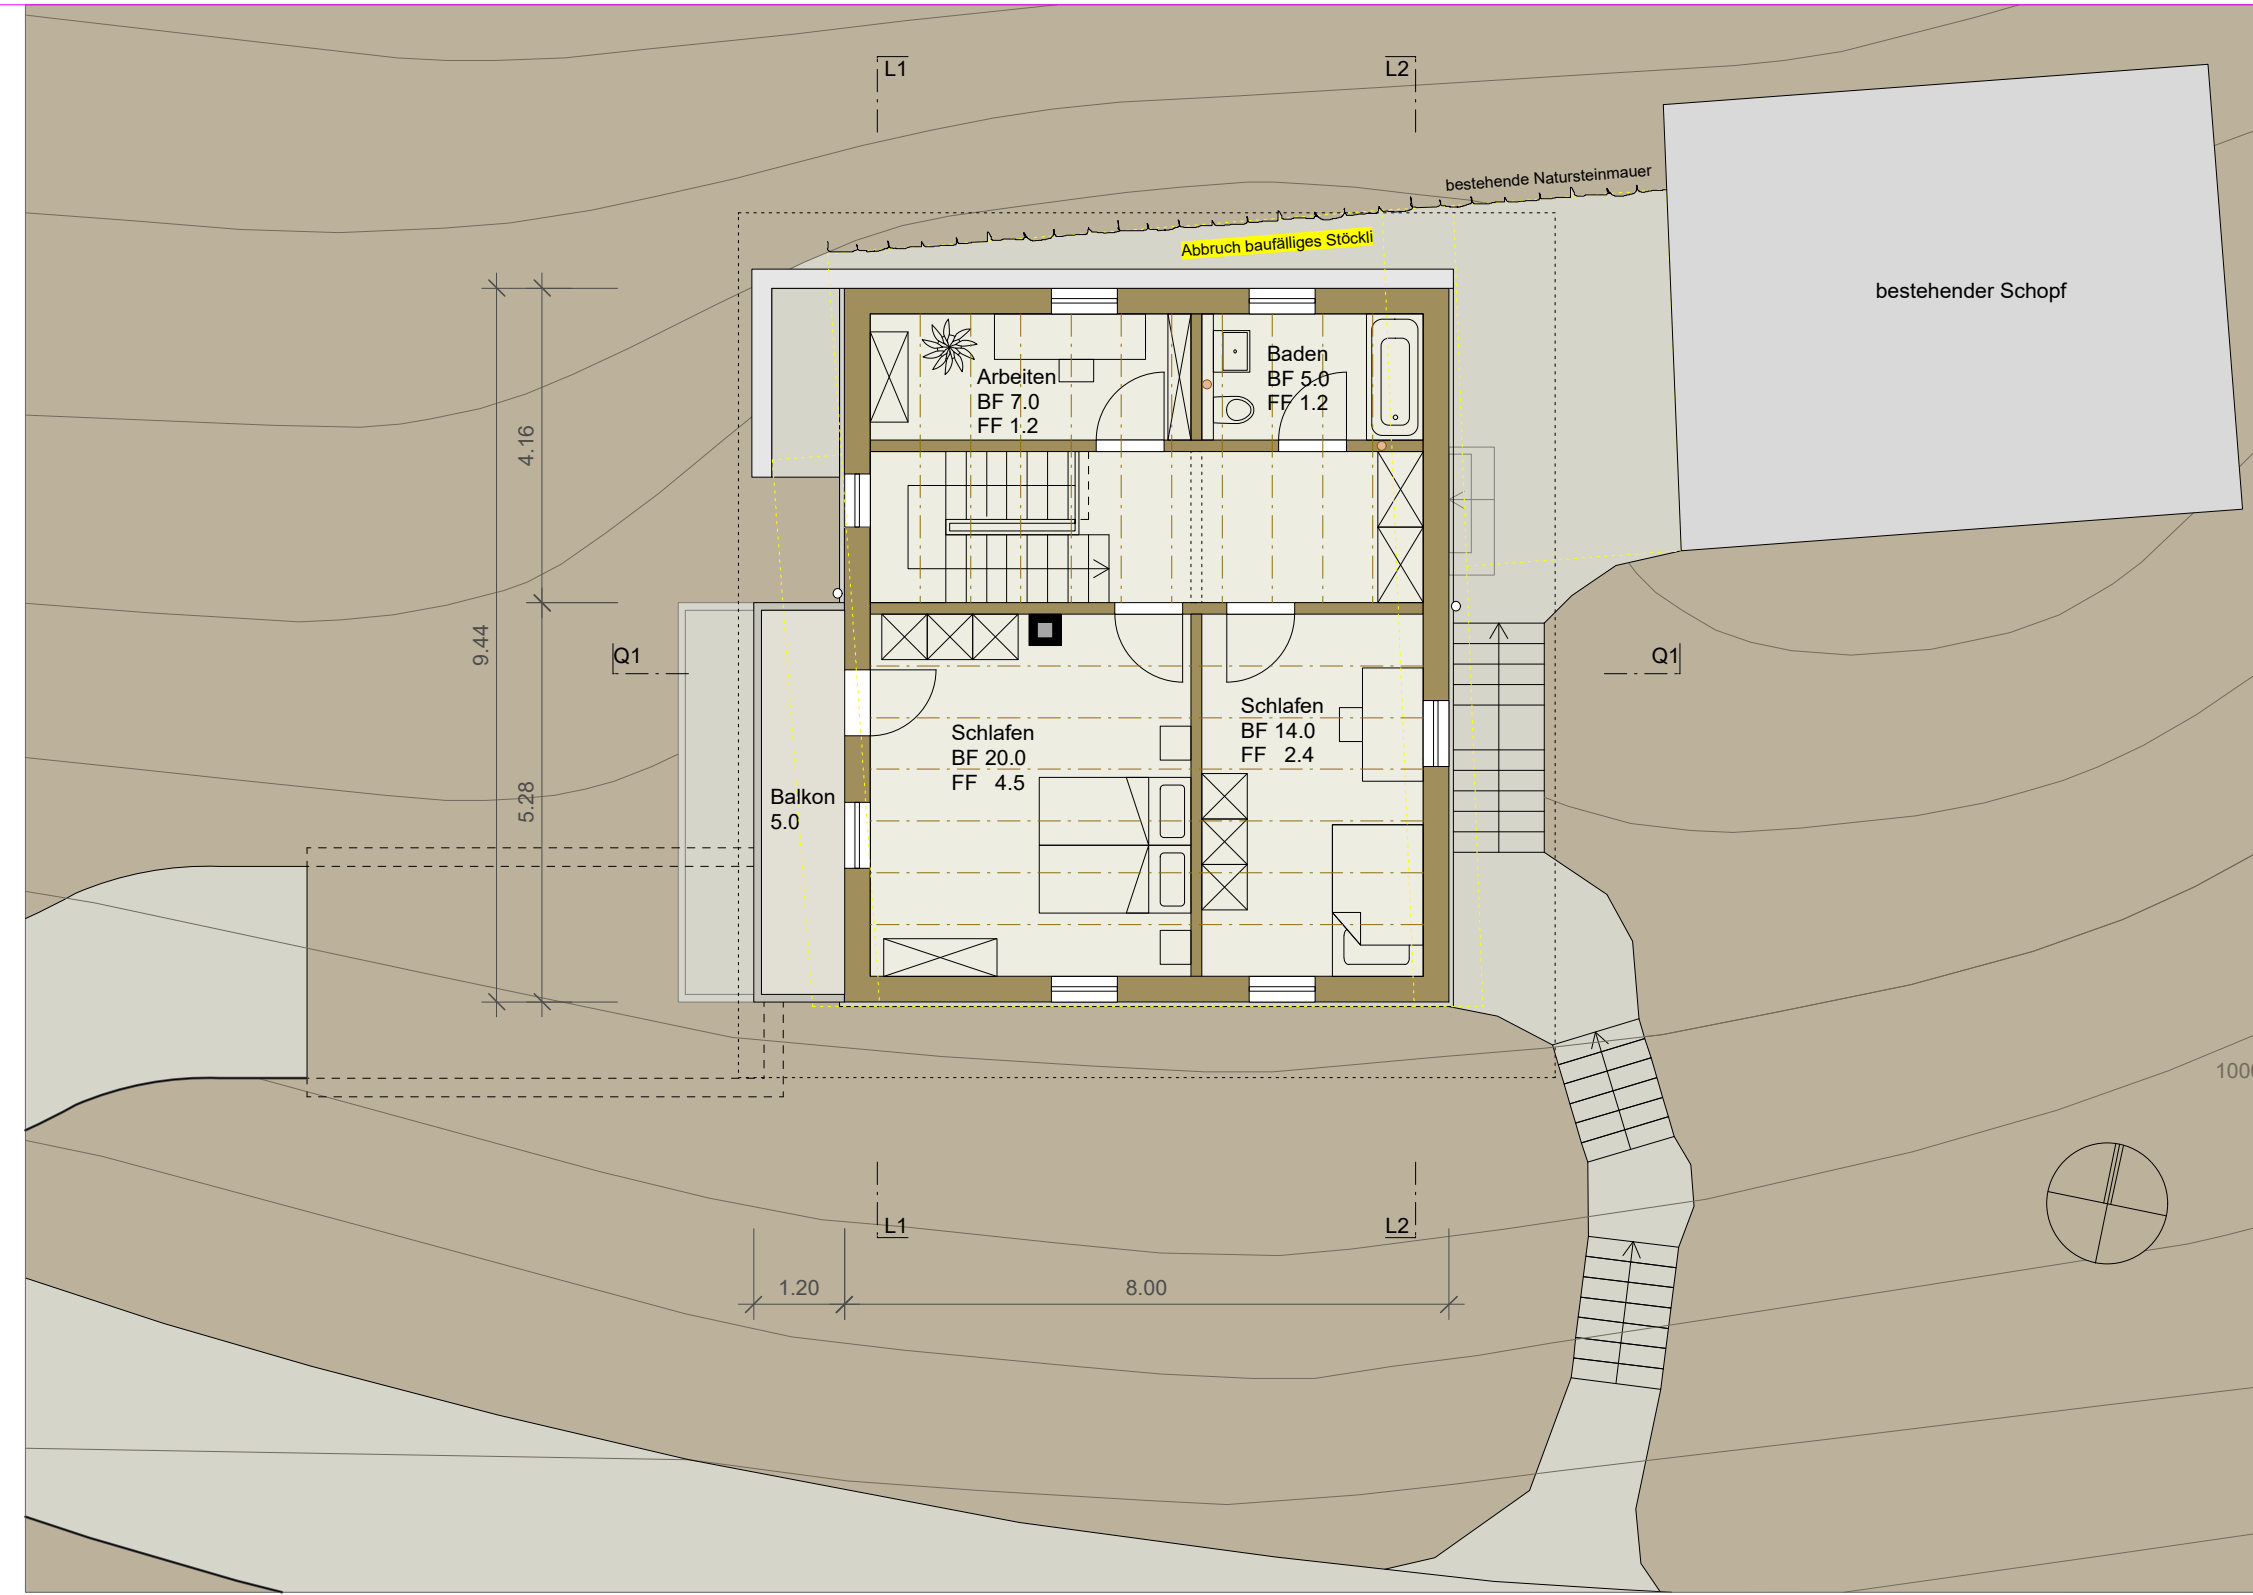 L1
L2
bestehende Natursteinmauer
Abbruch baufälliges Stöckli
bestehender Schopf
Arbeiten
BF 7.0
FF 1.2
Baden
BF 5.0
FF 1.2
4.16
9.44
5.28
Q1
Q1
Schlafen
BF 20.0
FF 4.5
Schlafen
BF 14.0
FF 2.4
Balkon
5.0
L1
L2
1.20
8.00